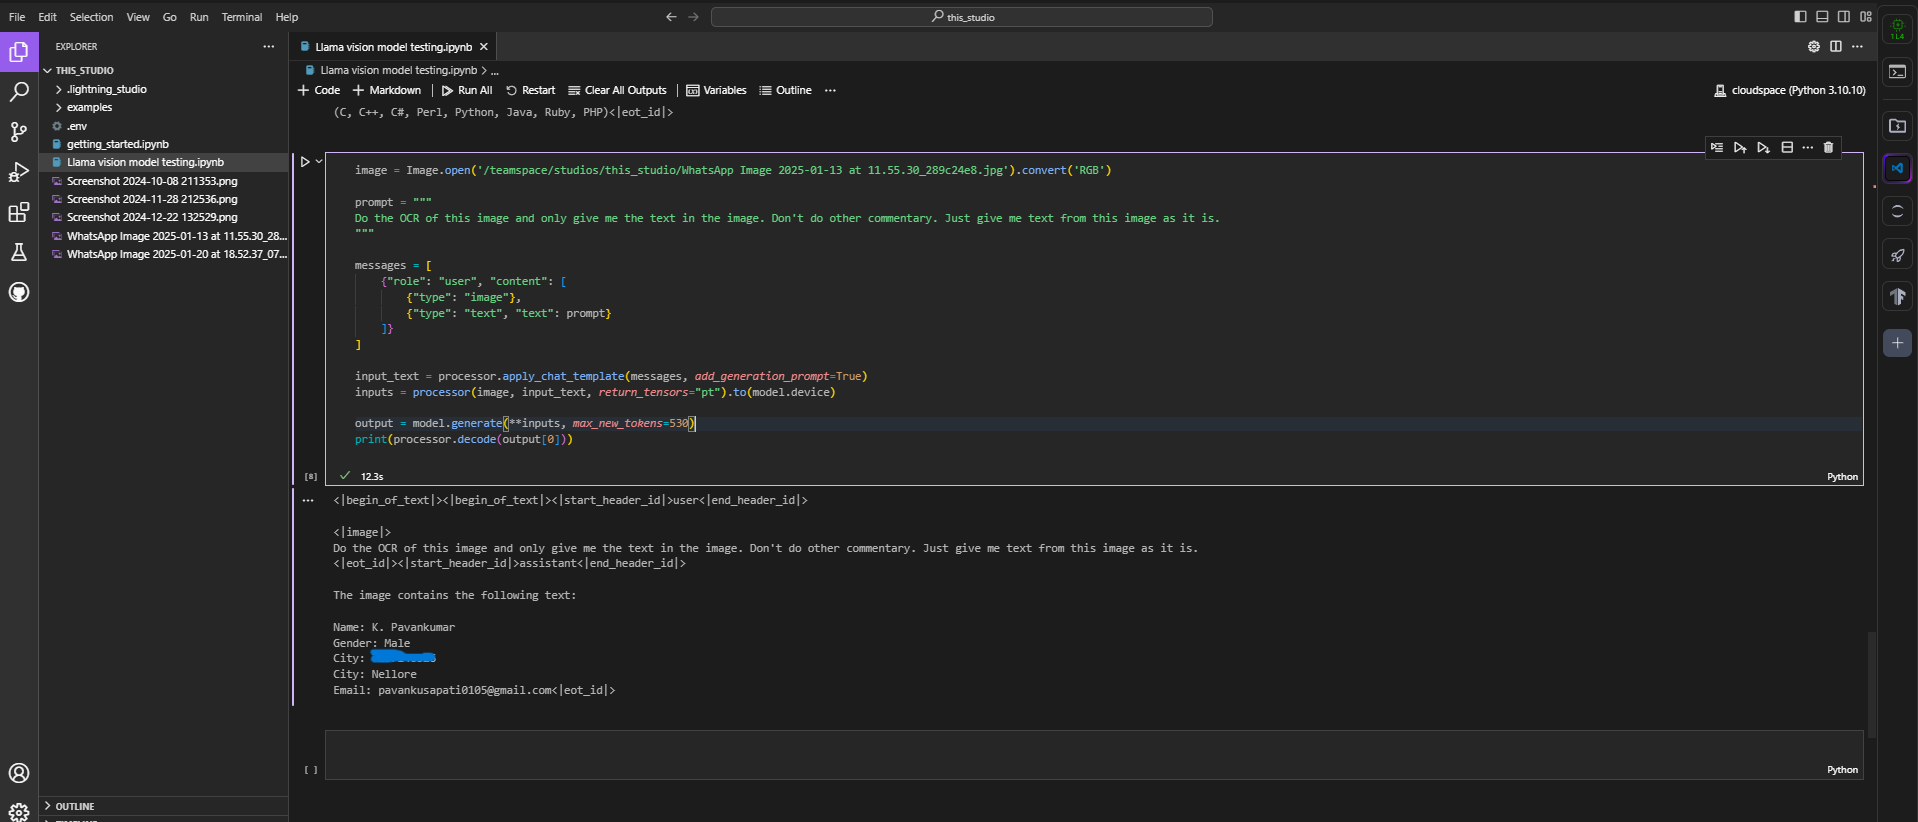 File Edit Selection View Go Run Terminal Help
this_studio
EXPLORER
THIS_STUDIO
.lightning_studio
examples
.env
getting_started.ipynb
Llama vision model testing.ipynb
Screenshot 2024-10-08 211353.png
Screenshot 2024-11-28 212536.png
Screenshot 2024-12-22 132529.png
WhatsApp Image 2025-01-13 at 11.55.30_28...
WhatsApp Image 2025-01-20 at 18.52.37_07...
OUTLINE
Llama vision model testing.ipynb
Llama vision model testing.ipynb > ...
Code Markdown Run All Restart Clear All Outputs Variables Outline ...
cloudspace (Python 3.10.10)
(C, C++, C#, Perl, Python, Java, Ruby, PHP)<|eot_id|>
image = Image.open('/teamspace/studios/this_studio/WhatsApp Image 2025-01-13 at 11.55.30_289c24e8.jpg').convert('RGB')
prompt = """
Do the OCR of this image and only give me the text in the image. Don't do other commentary. Just give me text from this image as it is.
"""
messages = [
{"role": "user", "content": [
{"type": "image"},
{"type": "text", "text": prompt}
]}
]
input_text = processor.apply_chat_template(messages, add_generation_prompt=True)
inputs = processor(image, input_text, return_tensors="pt").to(model.device)
output = model.generate(**inputs, max_new_tokens=530)
print(processor.decode(output[0]))
[8] 12.3s
Python
<|begin_of_text|><|begin_of_text|><|start_header_id|>user<|end_header_id|>
<|image|>
Do the OCR of this image and only give me the text in the image. Don't do other commentary. Just give me text from this image as it is.
<|eot_id|><|start_header_id|>assistant<|end_header_id|>
The image contains the following text:
Name: K. Pavankumar
Gender: Male
City:
City: Nellore
Email: pavankusapati0105@gmail.com<|eot_id|>
[ ]
Python
1L4